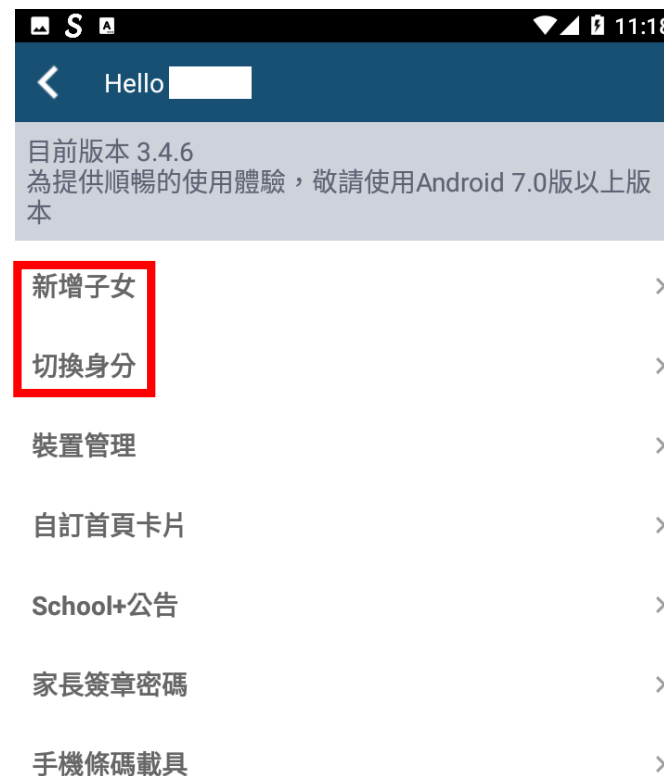 S A 11:18
Hello
目前版本 3.4.6
為提供順暢的使用體驗，敬請使用Android 7.0版以上版
本
新增子女
切換身分
裝置管理
自訂首頁卡片
School+公告
家長簽章密碼
手機條碼載具